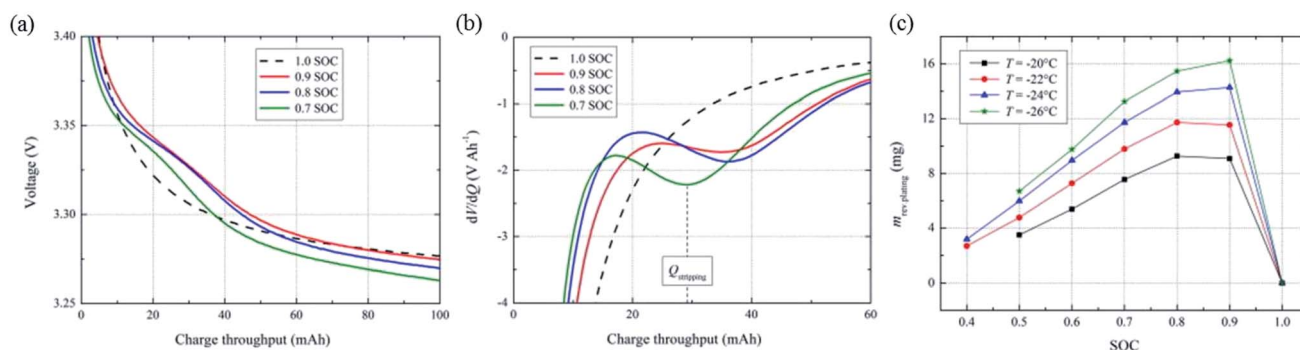 (a)
3.40
3.35
3.30
3.25
Voltage (V)
1.0 SOC
0.9 SOC
0.8 SOC
0.7 SOC
0 20 40 60 80 100
Charge throughput (mAh)
(b)
0
-1
-2
-3
-4
dV/dQ (V Ah⁻¹)
1.0 SOC
0.9 SOC
0.8 SOC
0.7 SOC
Qstripping
0 20 40 60
Charge throughput (mAh)
(c)
16
12
8
4
0
mrev plating (mg)
T = -20°C
T = -22°C
T = -24°C
T = -26°C
0.4 0.5 0.6 0.7 0.8 0.9 1.0
SOC